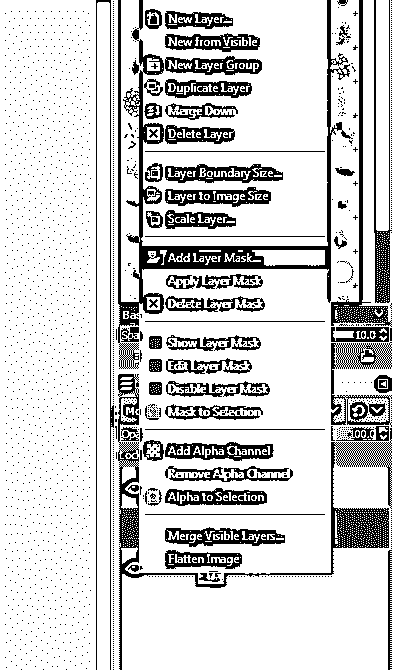 New Layer...
New from Visible
New Layer Group
Duplicate Layer
Merge Down
Delete Layer
Layer Boundary Size...
Layer to Image Size
Scale Layer...
Add Layer Mask...
Apply Layer Mask
Delete Layer Mask
Show Layer Mask
Edit Layer Mask
Disable Layer Mask
Mask to Selection
Add Alpha Channel
Remove Alpha Channel
Alpha to Selection
Merge Visible Layers...
Flatten Image
Bas
Spa
10.0
Mo
Opa
100.0
Lock